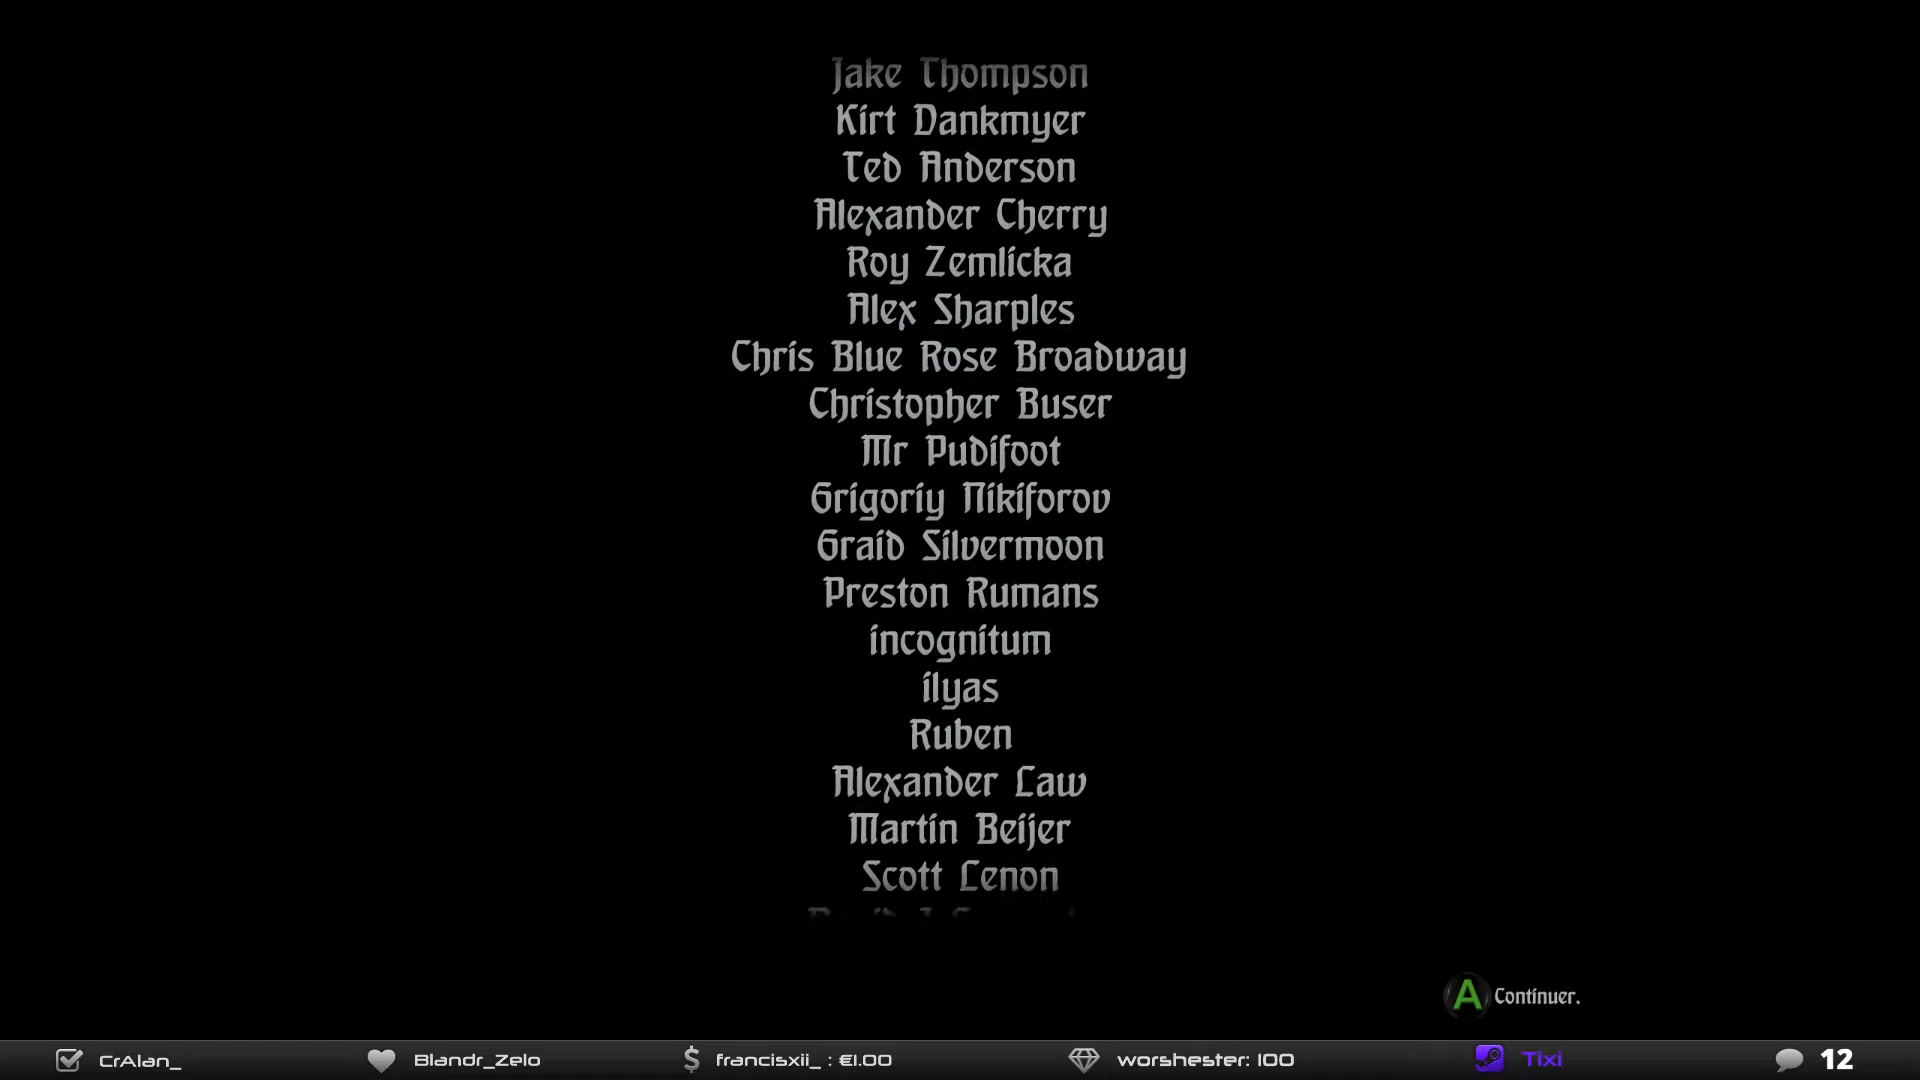 Jake Thompson
Kirt Dankmyer
Ted Anderson
Alexander Cherry
Roy Zemlicka
Alex Sharples
Chris Blue Rose Broadway
Christopher Buser
Mr Pudifoot
Grigoriy Nikiforov
Graid Silvermoon
Preston Rumans
incognitum
ilyas
Ruben
Alexander Law
Martin Beijer
Scott Lenon
A Continuer.
CrAlan_
Blandr_Zelo
$ francisxii_ : €1.00
worshester: 100
Tixi
12